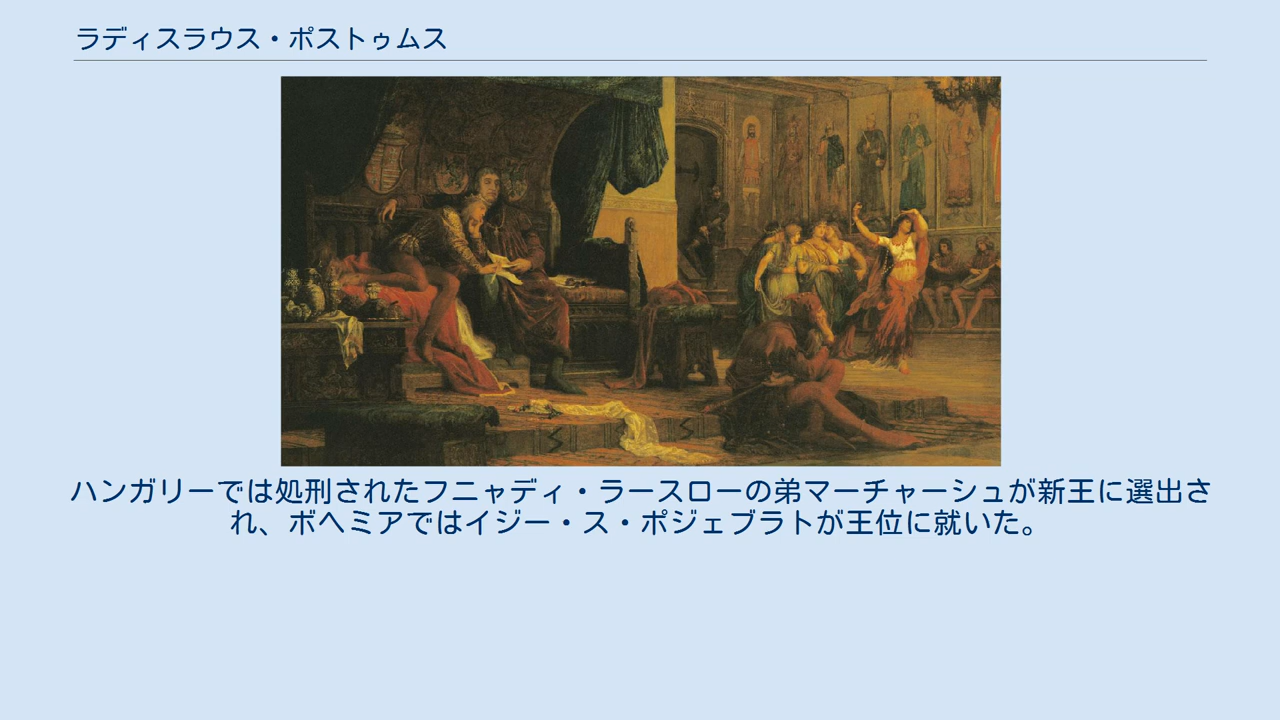 ラディスラウス・ポストゥムス
ハンガリーでは処刑されたフニャディ・ラースローの弟マーチャーシュが新王に選出さ
れ、ボヘミアではイジー・ス・ポジェブラトが王位に就いた。